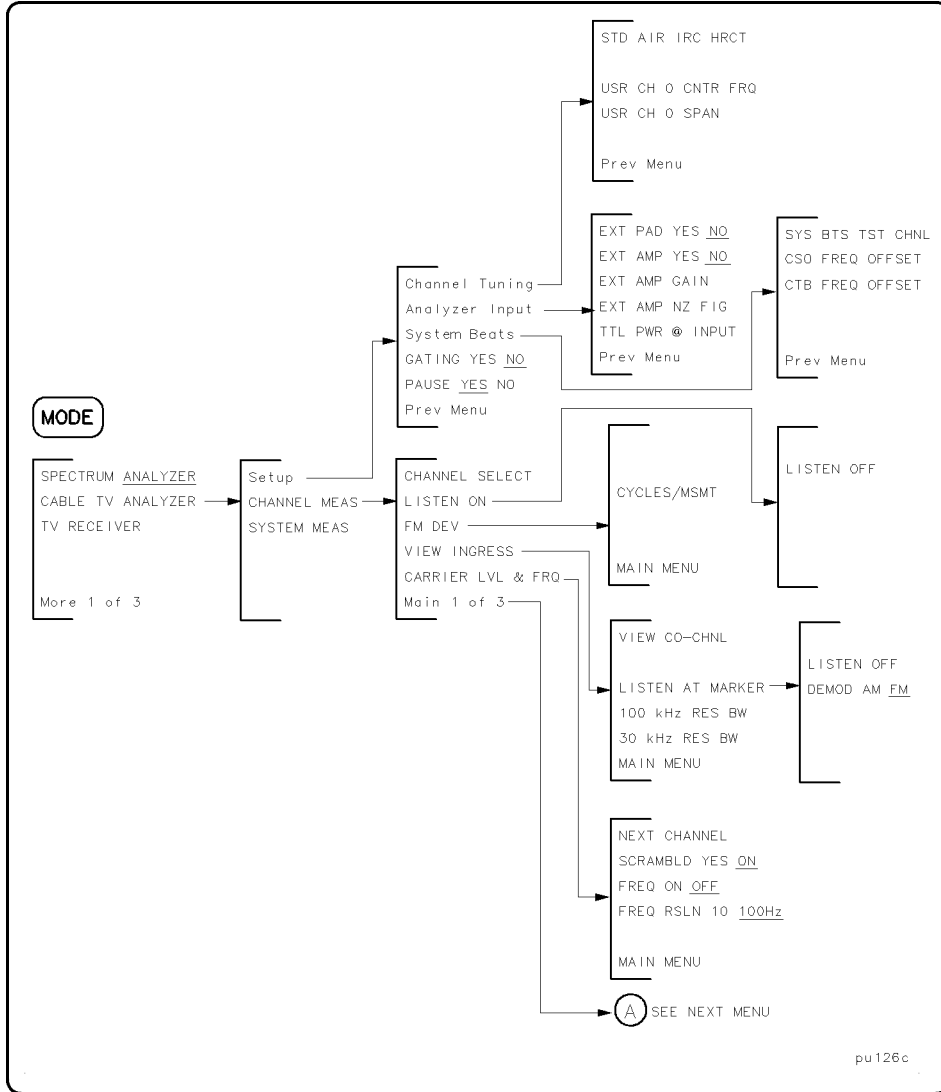 MODE
SPECTRUM ANALYZER
CABLE TV ANALYZER
TV RECEIVER
More 1 of 3
Setup
CHANNEL MEAS
SYSTEM MEAS
Channel Tuning
Analyzer Input
System Beats
GATING YES NO
PAUSE YES NO
Prev Menu
CHANNEL SELECT
LISTEN ON
FM DEV
VIEW INGRESS
CARRIER LVL & FRQ
Main 1 of 3
STD AIR IRC HRCT
USR CH 0 CNTR FRQ
USR CH 0 SPAN
Prev Menu
EXT PAD YES NO
EXT AMP YES NO
EXT AMP GAIN
EXT AMP NZ FIG
TTL PWR @ INPUT
Prev Menu
SYS BTS TST CHNL
CSO FREQ OFFSET
CTB FREQ OFFSET
Prev Menu
CYCLES/MSMT
MAIN MENU
LISTEN OFF
VIEW CO-CHNL
LISTEN AT MARKER
100 kHz RES BW
30 kHz RES BW
MAIN MENU
LISTEN OFF
DEMOD AM FM
NEXT CHANNEL
SCRAMBLD YES ON
FREQ ON OFF
FREQ RSLN 10 100Hz
MAIN MENU
A SEE NEXT MENU
pu126c